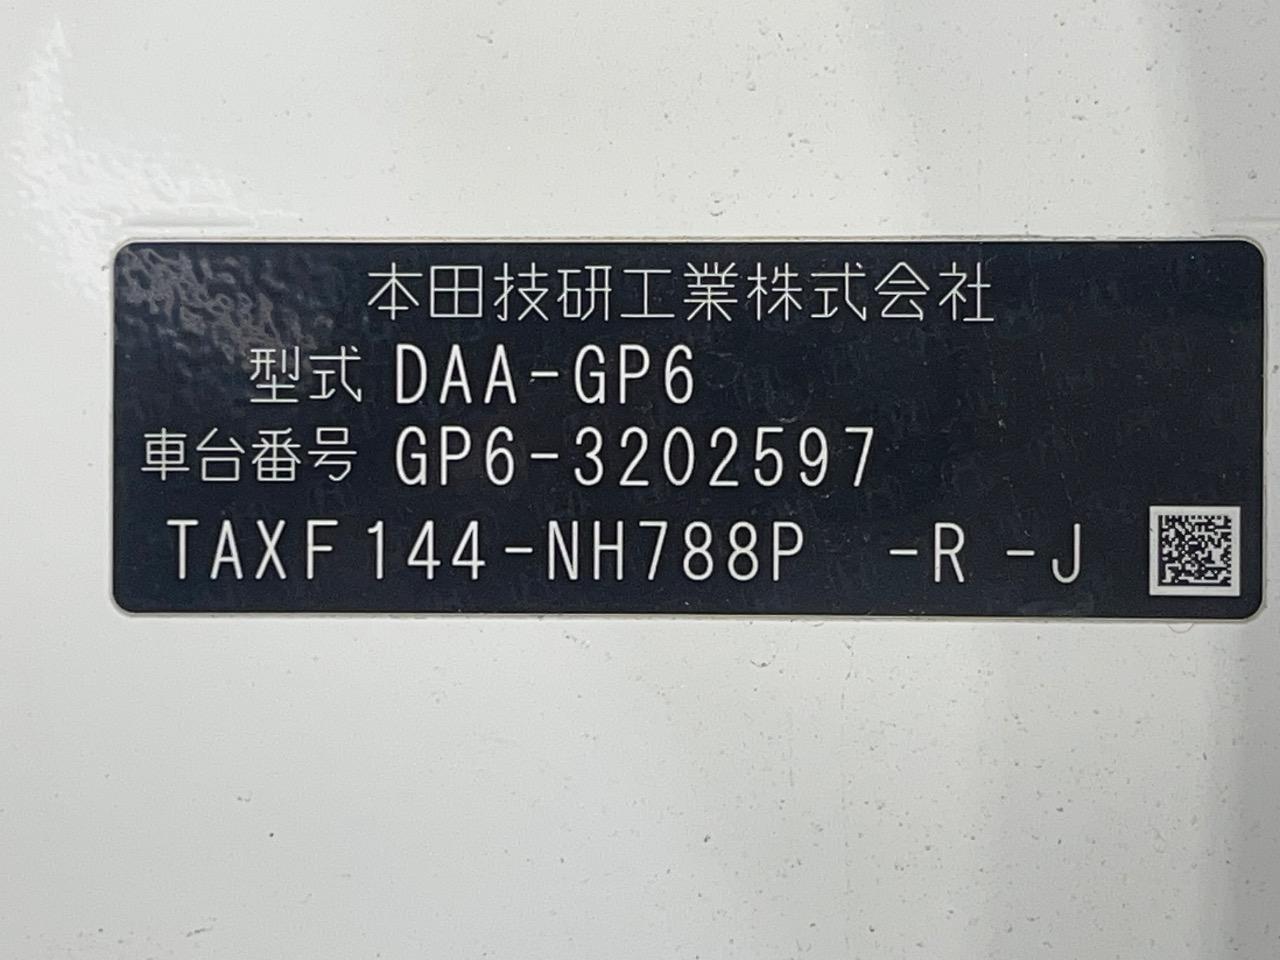 本田技研工業株式会社
型式 DAA-GP6
車台番号 GP6-3202597
TAXF144-NH788P -R -J